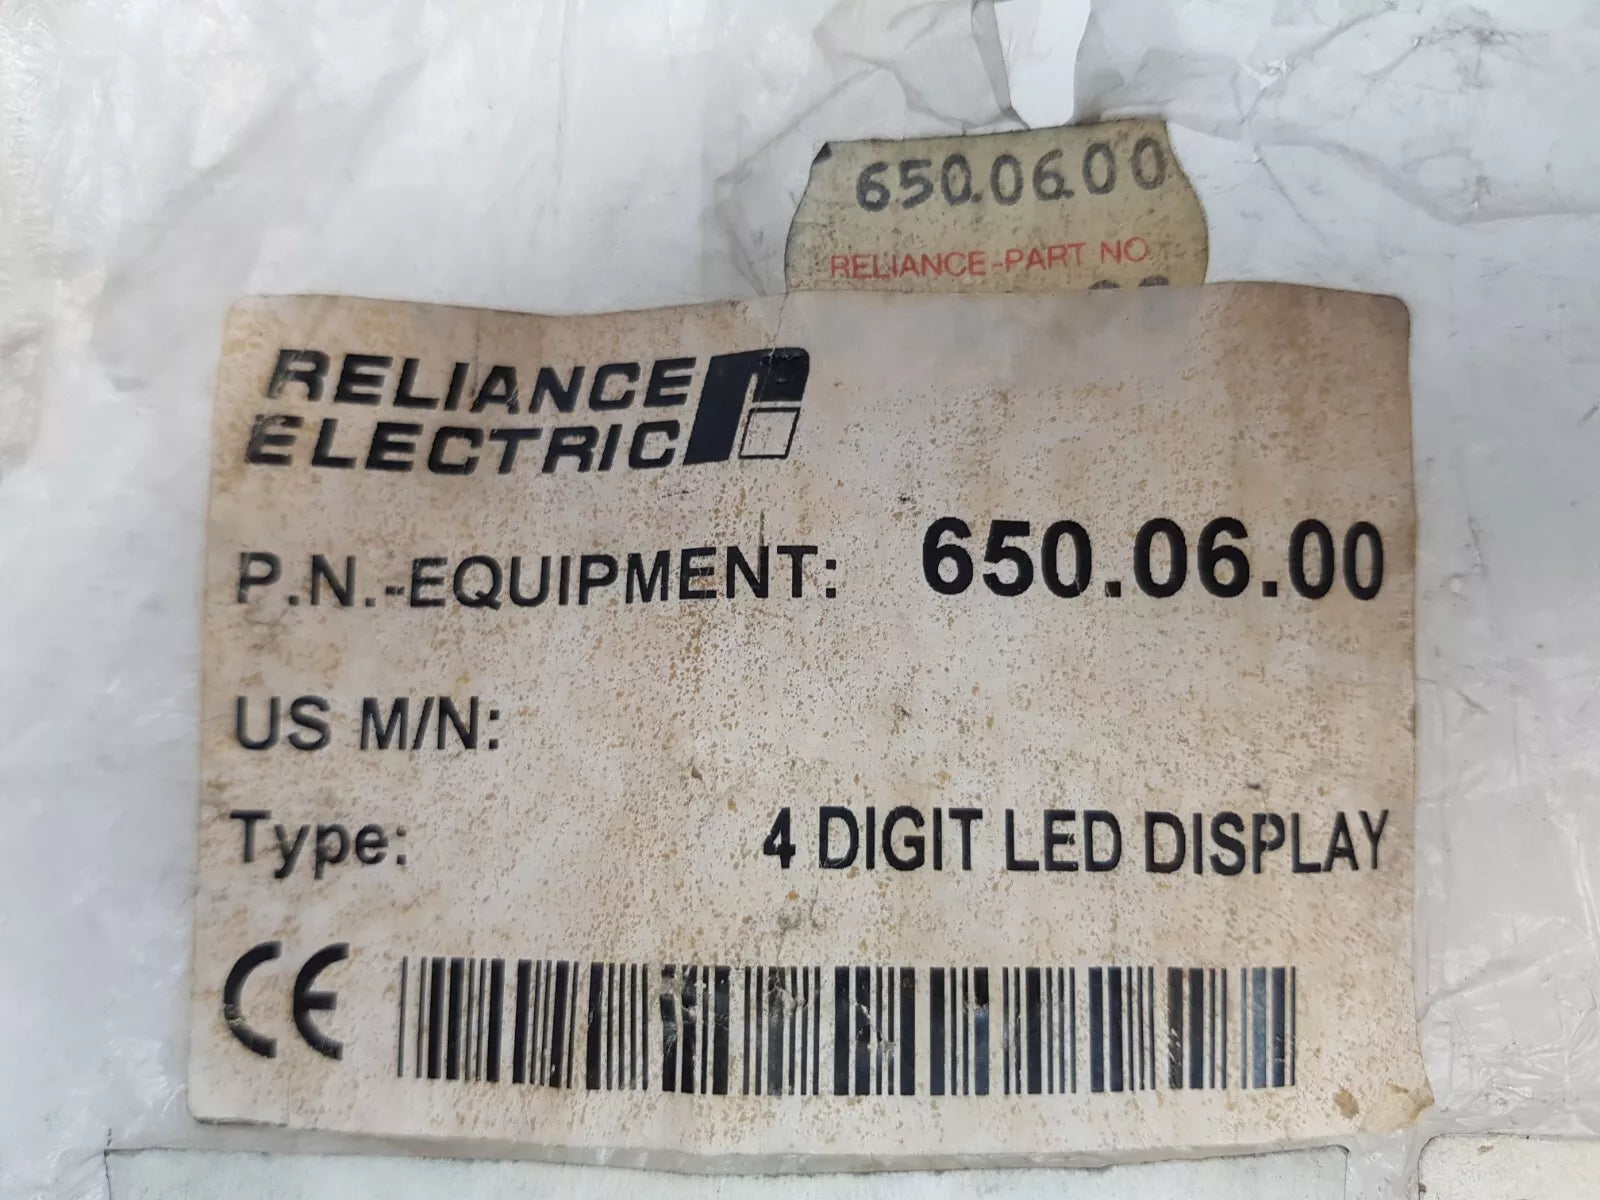 650.06.00
RELIANCE-PART NO
RELIANCE
ELECTRIC
P.N.-EQUIPMENT: 650.06.00
US M/N:
Type: 4 DIGIT LED DISPLAY
CE